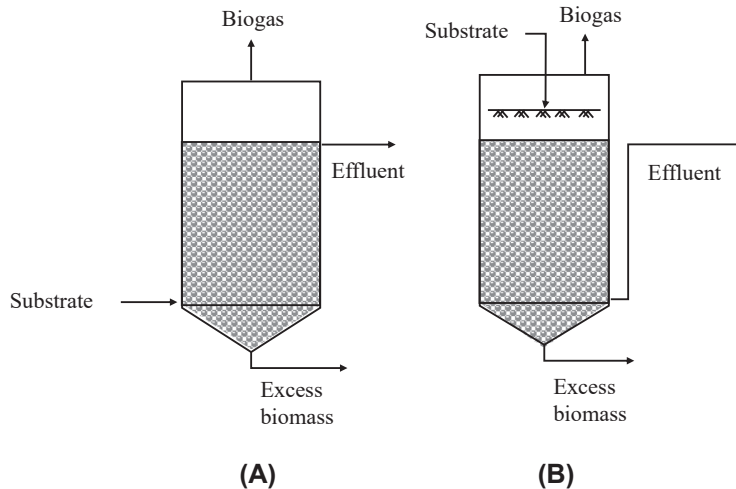 Biogas
Effluent
Substrate
Excess
biomass
(A)
Substrate
Biogas
Effluent
Excess
biomass
(B)